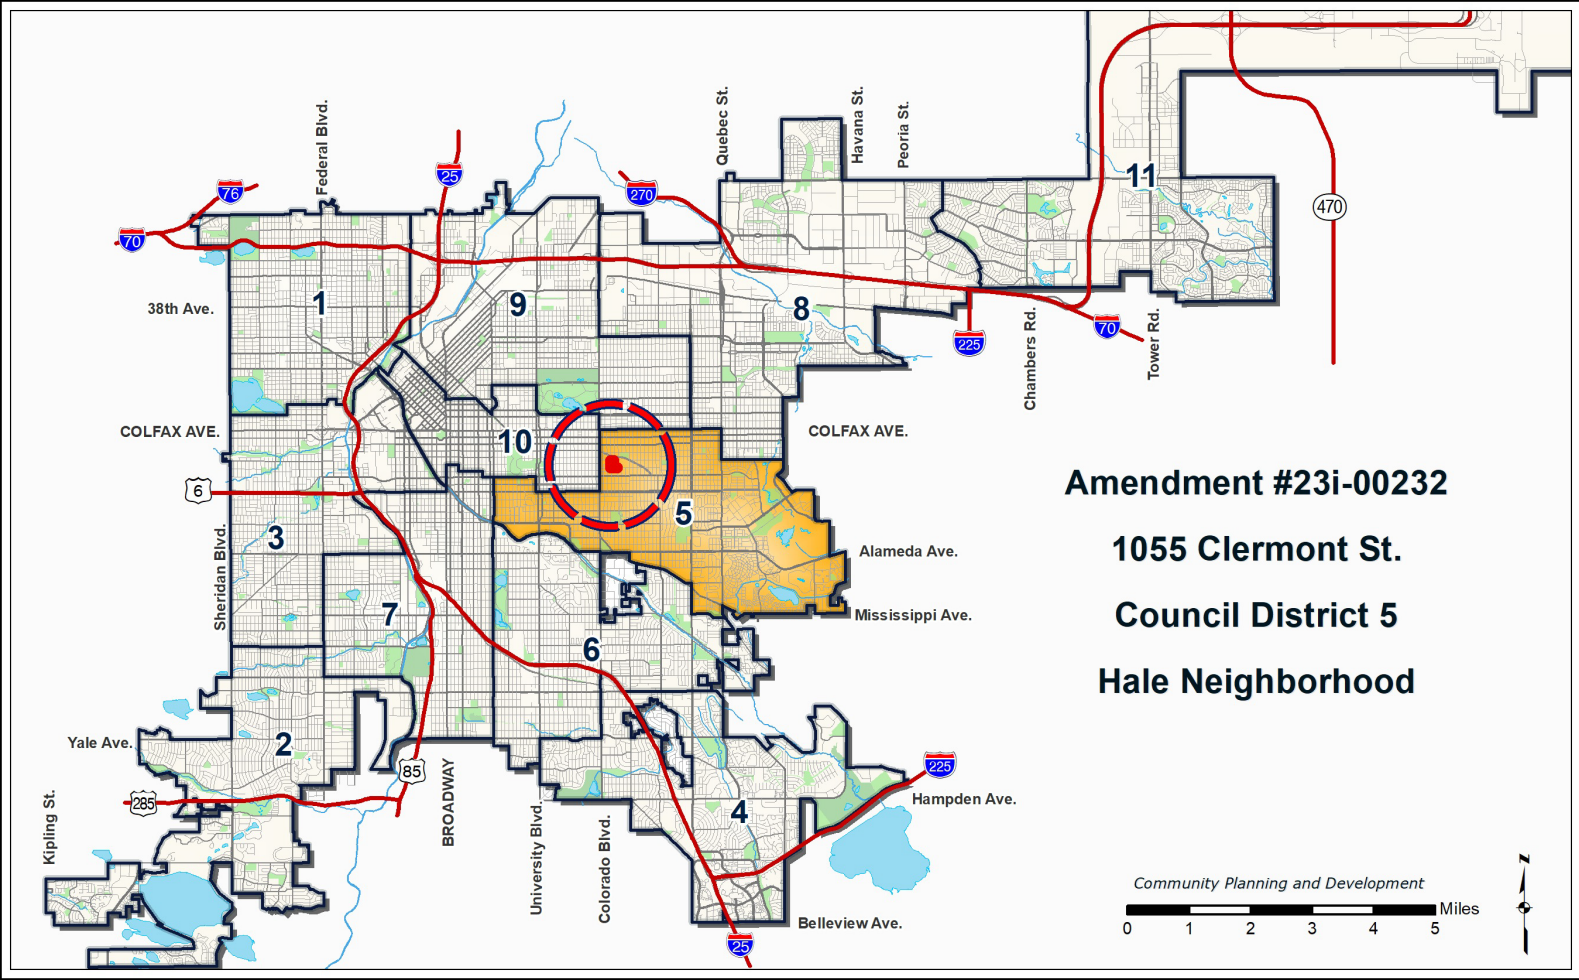 Federal Blvd.
Quebec St.
Havana St.
Peoria St.
76
25
270
11
470
70
38th Ave.
1
9
8
225
Chambers Rd.
70
Tower Rd.
COLFAX AVE.
10
COLFAX AVE.
6
5
Amendment #23i-00232
1055 Clermont St.
Council District 5
Hale Neighborhood
3
Sheridan Blvd.
Alameda Ave.
7
Mississippi Ave.
6
Yale Ave.
2
85
225
285
Kipling St.
BROADWAY
University Blvd.
Colorado Blvd.
4
Hampden Ave.
Belleview Ave.
25
Community Planning and Development
Miles
0 1 2 3 4 5
N